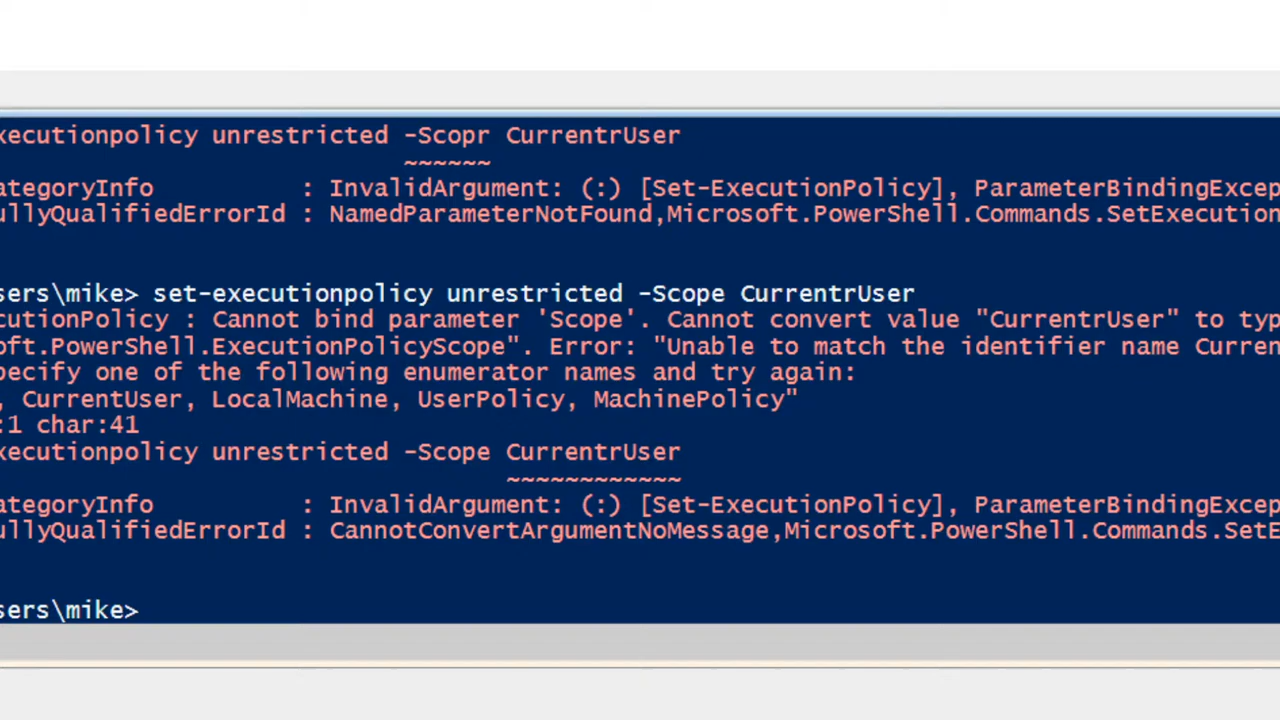 xecutionpolicy unrestricted -Scopr CurrentrUser
~~~~~~
ategoryInfo : InvalidArgument: (:) [Set-ExecutionPolicy], ParameterBindingExcep
ullyQualifiedErrorId : NamedParameterNotFound,Microsoft.PowerShell.Commands.SetExecution
sers\mike> set-executionpolicy unrestricted -Scope CurrentrUser
cutionPolicy : Cannot bind parameter 'Scope'. Cannot convert value "CurrentrUser" to typ
oft.PowerShell.ExecutionPolicyScope". Error: "Unable to match the identifier name Curren
pecify one of the following enumerator names and try again:
, CurrentUser, LocalMachine, UserPolicy, MachinePolicy"
:1 char:41
xecutionpolicy unrestricted -Scope CurrentrUser
~~~~~~~~~~~~
ategoryInfo : InvalidArgument: (:) [Set-ExecutionPolicy], ParameterBindingExcep
ullyQualifiedErrorId : CannotConvertArgumentNoMessage,Microsoft.PowerShell.Commands.SetE
sers\mike>